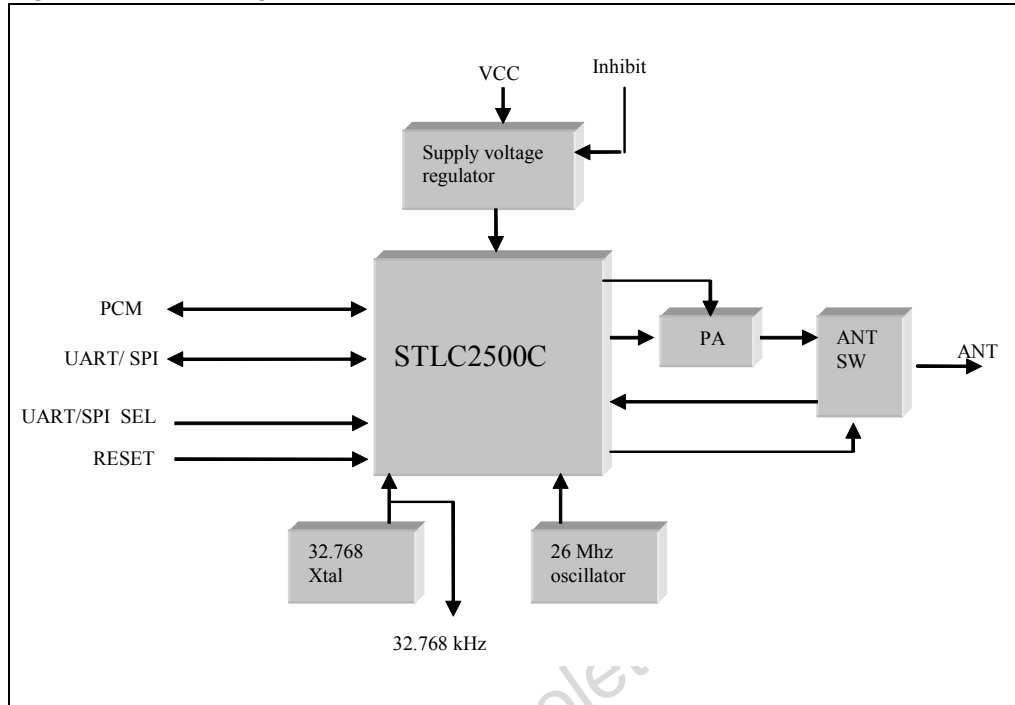 VCC
Inhibit
Supply voltage
regulator
PCM
UART/ SPI
UART/SPI SEL
RESET
STLC2500C
PA
ANT
SW
ANT
32.768
Xtal
26 Mhz
oscillator
32.768 kHz